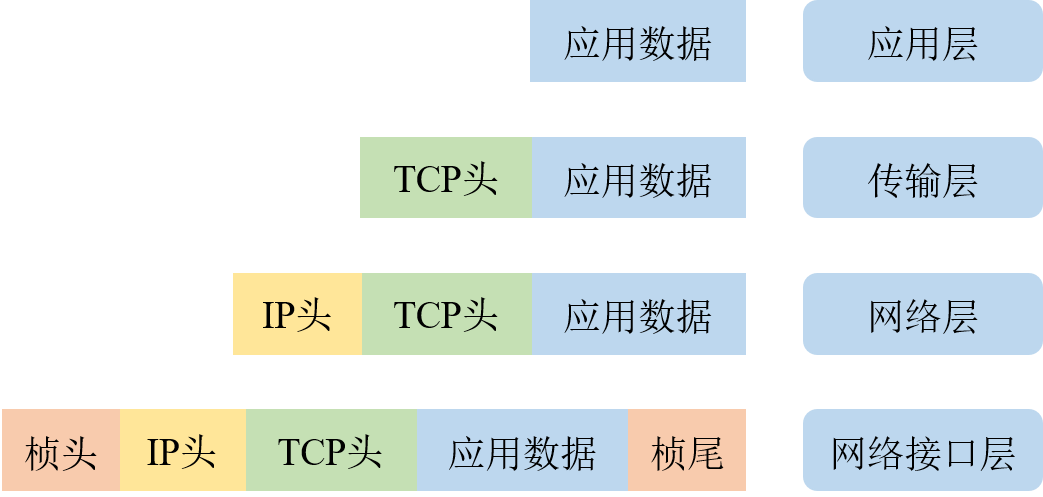 应用数据 应用层
TCP头 应用数据 传输层
IP头 TCP头 应用数据 网络层
桢头 IP头 TCP头 应用数据 桢尾 网络接口层